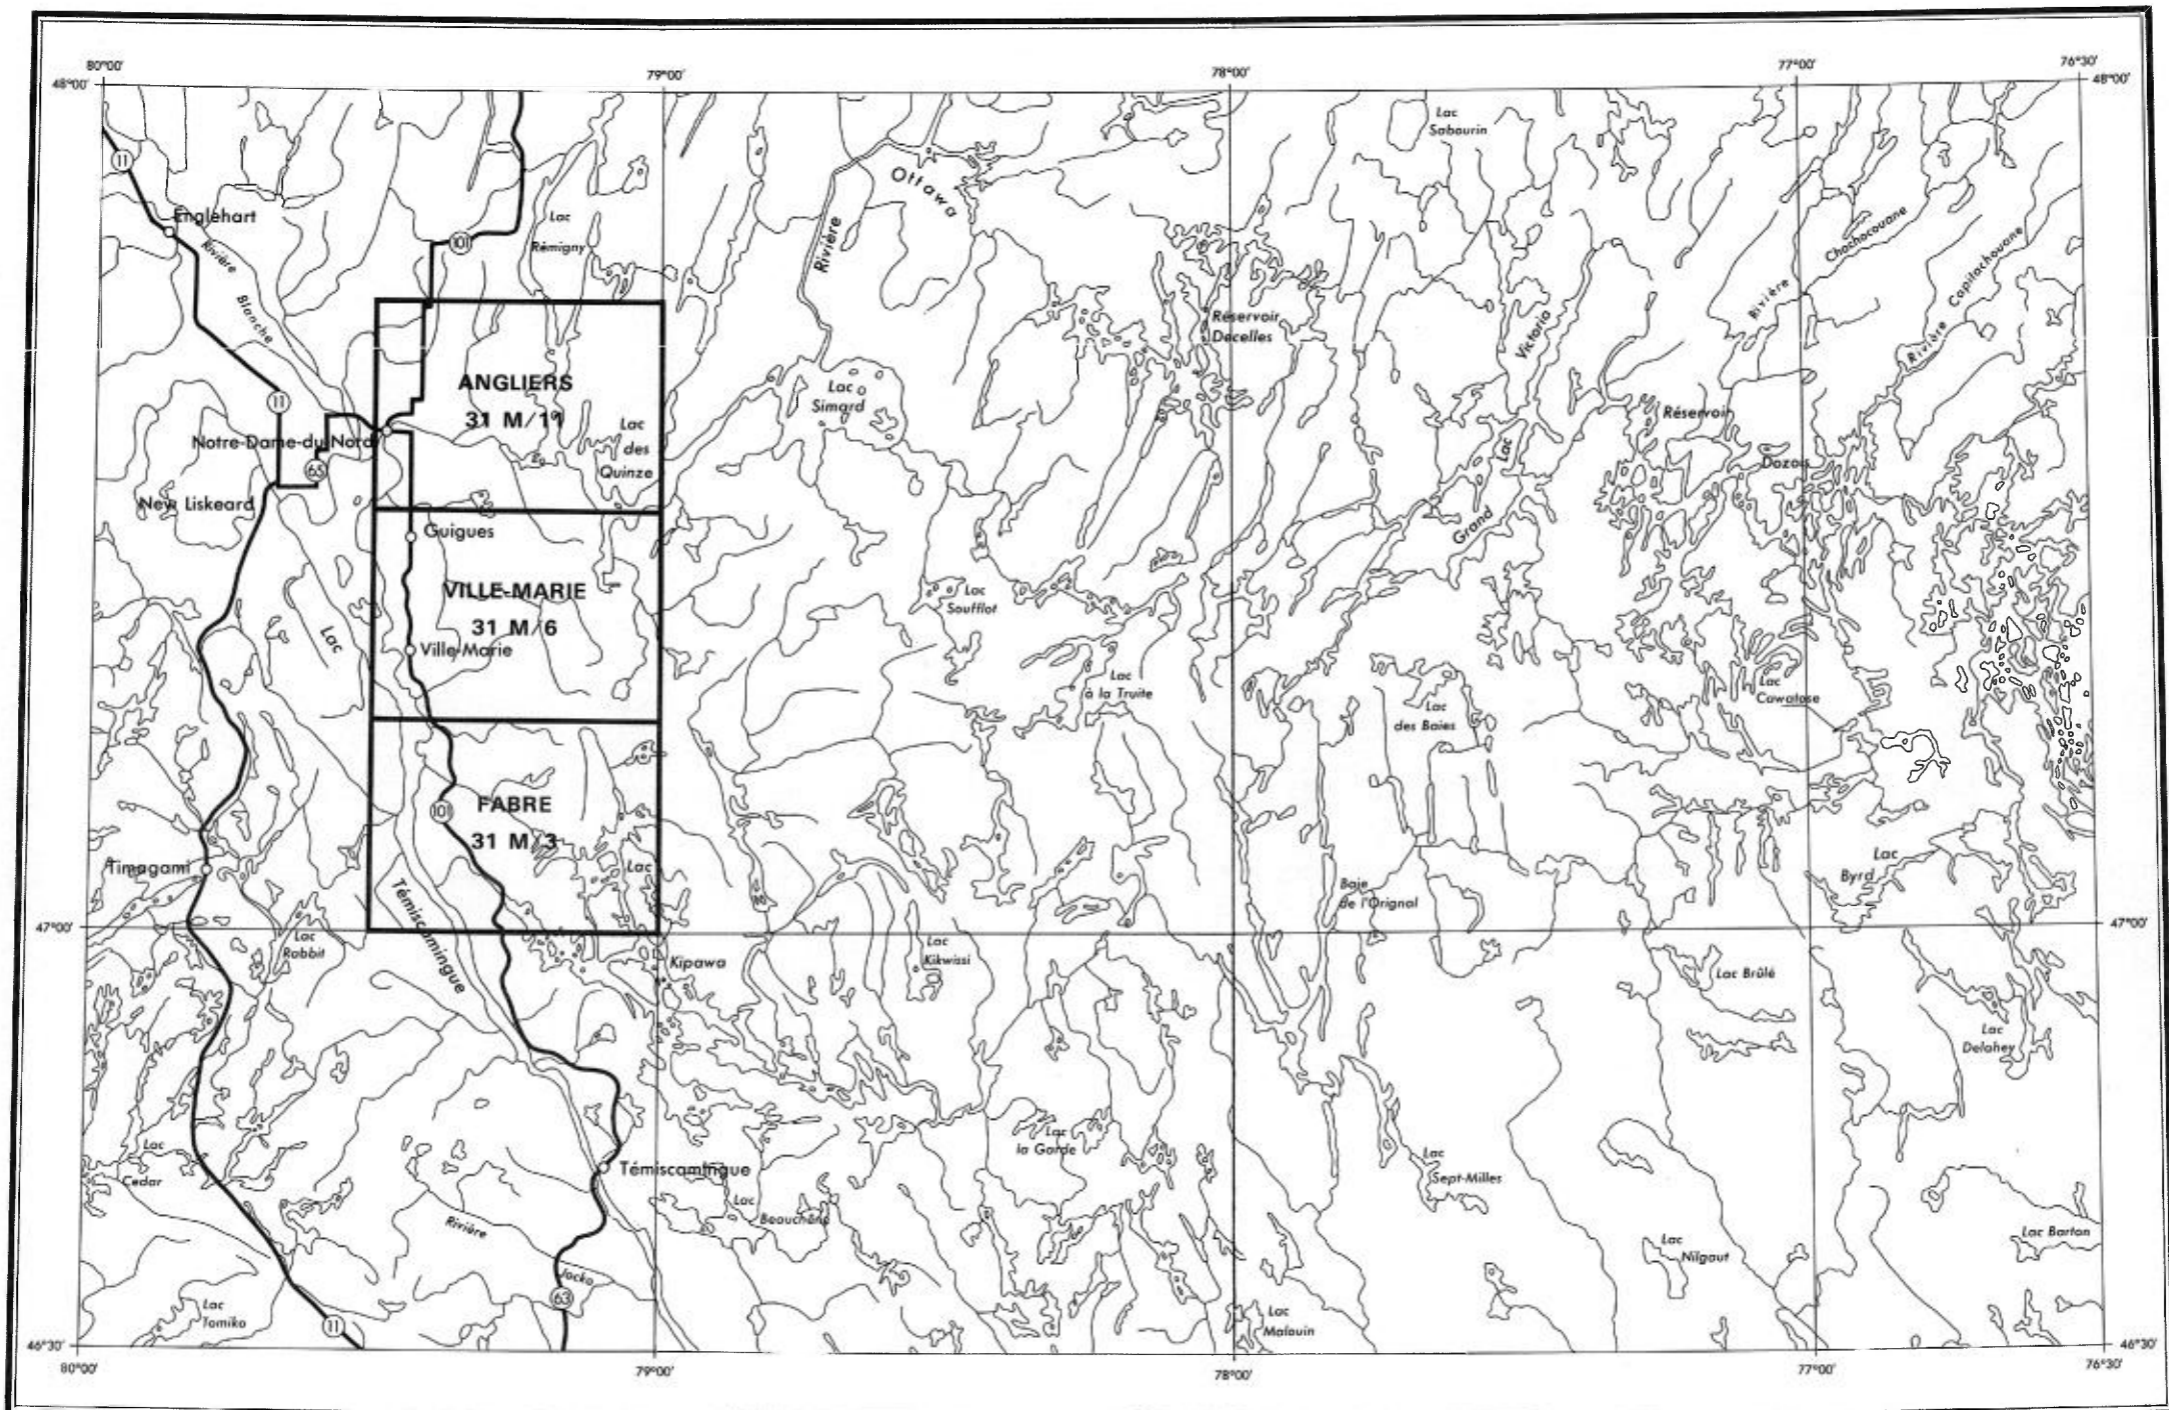 80°00'
79°00'
78°00'
77°00'
76°30'
48°00'
48°00'
Lac
Sabourin
11
Ottawa
Englehart
Lac
Rémigny
101
Rivière
Rivière
Blanche
Rivière
Chochocouane
Rivière
Capitachouane
Réservoir
Decelles
Victoria
ANGLIERS
31 M/11
Lac
Simard
11
Réservoir
Dozois
Notre-Dame-du-Nord
65
Lac
des
Quinze
Lac
Grand
New Liskeard
Guigues
VILLE-MARIE
31 M/6
Lac
Soufflot
Lac
Ville-Marie
Lac
à la Truite
Lac
Cawatose
Lac
des Baies
FABRE
31 M/3
101
Lac
Timagami
Témiscamingue
Lac
Byrd
Baie
de l'Orignal
47°00'
47°00'
Lac
Rabbit
Kipawa
Lac
Kikwissi
Lac Brûlé
Lac
Delahey
Lac
la Garde
Lac
Cedar
Témiscamingue
Lac
Sept-Milles
Lac
Beauchêne
Rivière
Jocko
Lac
Nilgaut
Lac Barton
63
Lac
Tomiko
11
Lac
Malouin
46°30'
46°30'
80°00'
79°00'
78°00'
77°00'
76°30'